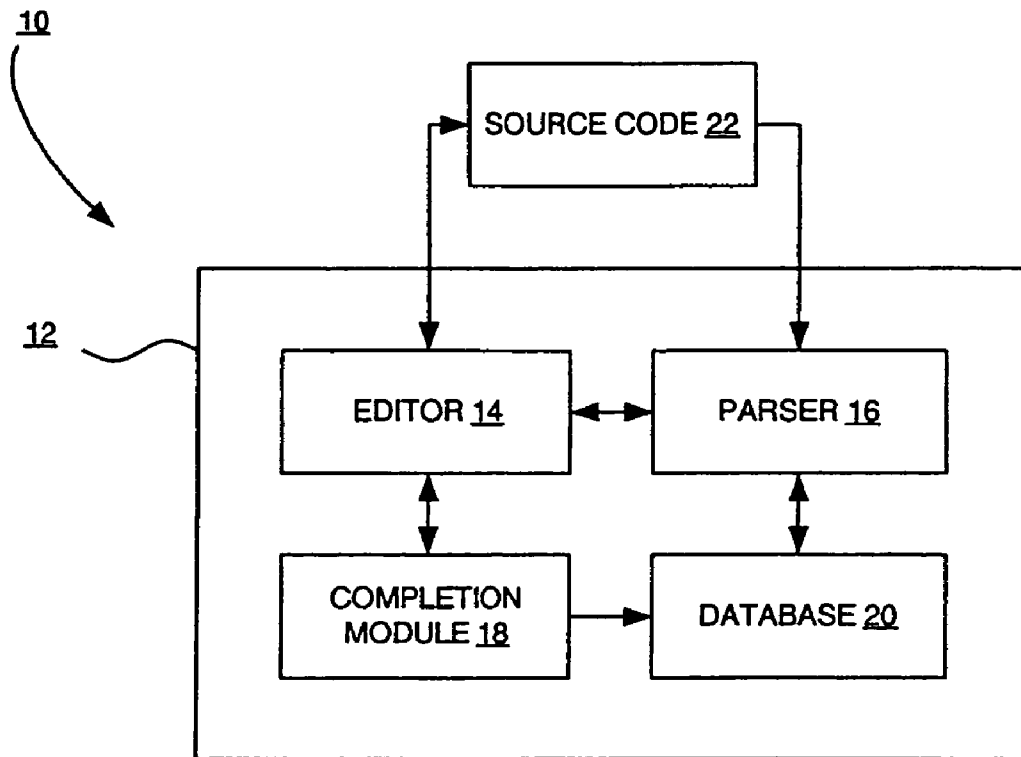 10
SOURCE CODE 22
12
EDITOR 14
PARSER 16
COMPLETION
MODULE 18
DATABASE 20